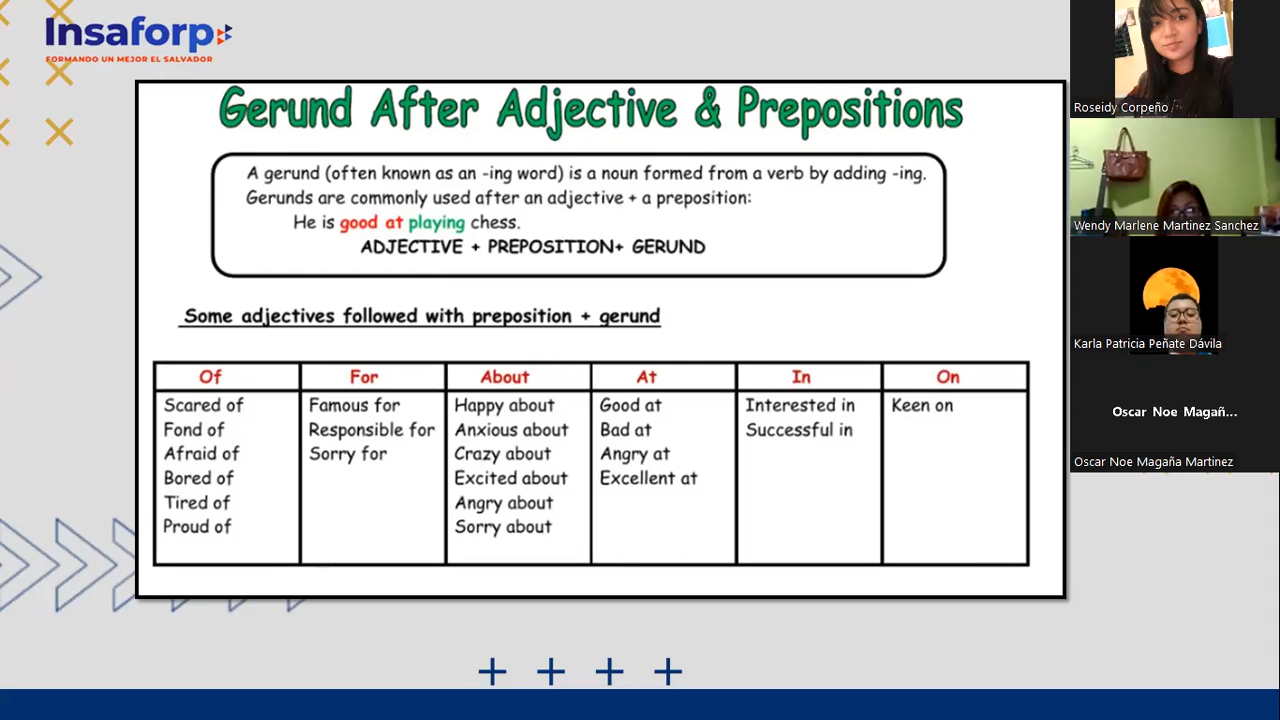 Insaforp
FORMANDO UN MEJOR EL SALVADOR
Gerund After Adjective & Prepositions
A gerund (often known as an -ing word) is a noun formed from a verb by adding -ing.
Gerunds are commonly used after an adjective + a preposition:
He is good at playing chess.
ADJECTIVE + PREPOSITION+ GERUND
Some adjectives followed with preposition + gerund
Of
Scared of
Fond of
Afraid of
Bored of
Tired of
Proud of
For
Famous for
Responsible for
Sorry for
About
Happy about
Anxious about
Crazy about
Excited about
Angry about
Sorry about
At
Good at
Bad at
Angry at
Excellent at
In
Interested in
Successful in
On
Keen on
Roseidy Corpeño
Wendy Marlene Martinez Sanchez
Karla Patricia Peñate Dávila
Oscar Noe Magañ...
Oscar Noe Magaña Martinez